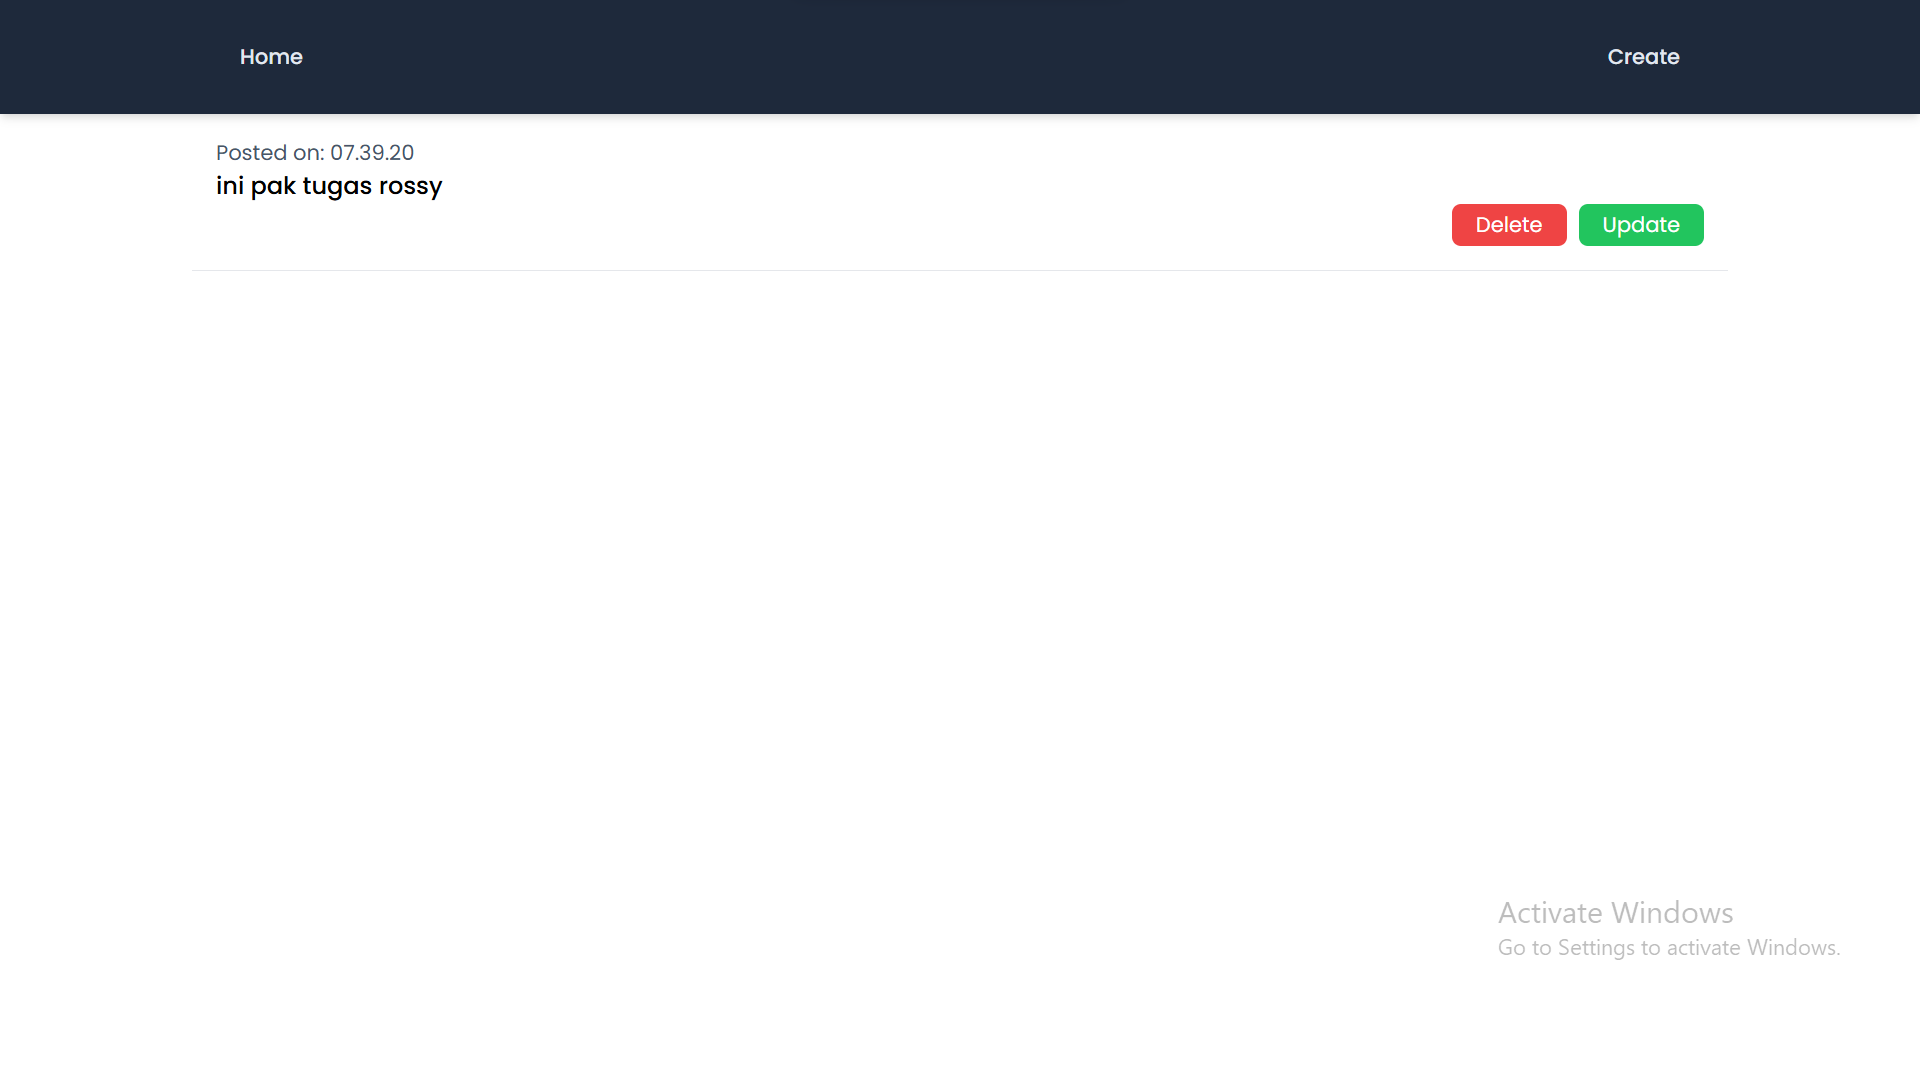 Home
Create
Posted on: 07.39.20
ini pak tugas rossy
Delete
Update
Activate Windows
Go to Settings to activate Windows.